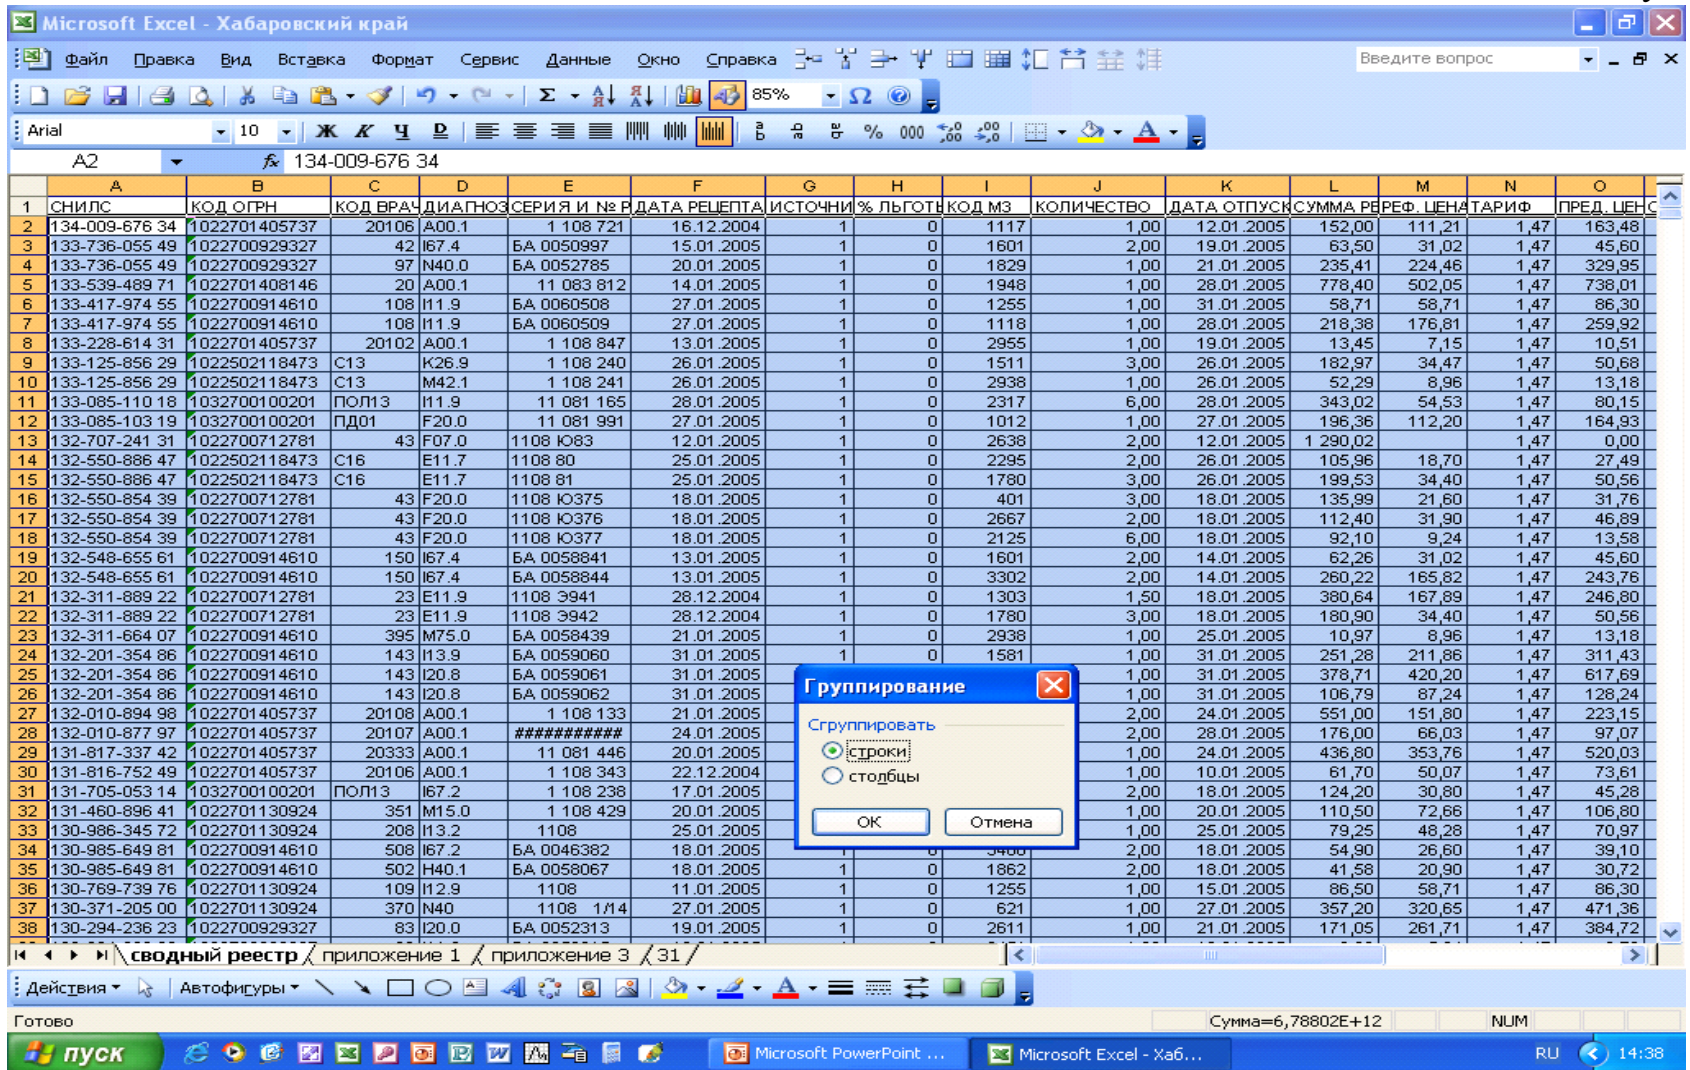 Microsoft Excel - Хабаровский край
Файл Правка Вид Вставка Формат Сервис Данные Окно Справка Введите вопрос
85%
Arial 10 Ж К Ч
A2 fx 134-009-676 34
A B C D E F G H I J K L M N O
1 СНИЛС КОД ОГРН КОД ВРАЧ ДИАГНОЗ СЕРИЯ И № Р ДАТА РЕЦЕПТА ИСТОЧНИ % ЛЬГОТЫ КОД МЗ КОЛИЧЕСТВО ДАТА ОТПУСК СУММА РЕ РЕФ. ЦЕНА ТАРИФ ПРЕД. ЦЕН
2 134-009-676 34 1022701405737 20106 A00.1 1 108 721 16.12.2004 1 0 1117 1,00 12.01.2005 152,00 111,21 1,47 163,48
3 133-736-055 49 1022700929327 42 I67.4 БА 0050997 15.01.2005 1 0 1601 2,00 19.01.2005 63,50 31,02 1,47 45,60
4 133-736-055 49 1022700929327 97 N40.0 БА 0052785 20.01.2005 1 0 1829 1,00 21.01.2005 235,41 224,46 1,47 329,95
5 133-539-489 71 1022701408146 20 A00.1 11 083 812 14.01.2005 1 0 1948 1,00 28.01.2005 778,40 502,05 1,47 738,01
6 133-417-974 55 1022700914610 108 I11.9 БА 0060508 27.01.2005 1 0 1255 1,00 31.01.2005 58,71 58,71 1,47 86,30
7 133-417-974 55 1022700914610 108 I11.9 БА 0060509 27.01.2005 1 0 1118 1,00 28.01.2005 218,38 176,81 1,47 259,92
8 133-228-614 31 1022701405737 20102 A00.1 1 108 847 13.01.2005 1 0 2955 1,00 19.01.2005 13,45 7,15 1,47 10,51
9 133-125-856 29 1022502118473 С13 K26.9 1 108 240 26.01.2005 1 0 1511 3,00 26.01.2005 182,97 34,47 1,47 50,68
10 133-125-856 29 1022502118473 С13 M42.1 1 108 241 26.01.2005 1 0 2938 1,00 26.01.2005 52,29 8,96 1,47 13,18
11 133-085-110 18 1032700100201 ПОЛ13 I11.9 11 081 165 28.01.2005 1 0 2317 6,00 28.01.2005 343,02 54,53 1,47 80,15
12 133-085-103 19 1032700100201 ПД01 F20.0 11 081 991 27.01.2005 1 0 1012 1,00 27.01.2005 196,36 112,20 1,47 164,93
13 132-707-241 31 1022700712781 43 F07.0 1108 Ю83 12.01.2005 1 0 2638 2,00 12.01.2005 1 290,02 1,47 0,00
14 132-550-886 47 1022502118473 С16 E11.7 1108 80 25.01.2005 1 0 2295 2,00 26.01.2005 105,96 18,70 1,47 27,49
15 132-550-886 47 1022502118473 С16 E11.7 1108 81 25.01.2005 1 0 1780 3,00 26.01.2005 199,53 34,40 1,47 50,56
16 132-550-854 39 1022700712781 43 F20.0 1108 Ю375 18.01.2005 1 0 401 3,00 18.01.2005 135,99 21,60 1,47 31,76
17 132-550-854 39 1022700712781 43 F20.0 1108 Ю376 18.01.2005 1 0 2667 2,00 18.01.2005 112,40 31,90 1,47 46,89
18 132-550-854 39 1022700712781 43 F20.0 1108 Ю377 18.01.2005 1 0 2125 6,00 18.01.2005 92,10 9,24 1,47 13,58
19 132-548-655 61 1022700914610 150 I67.4 БА 0058841 13.01.2005 1 0 1601 2,00 14.01.2005 62,26 31,02 1,47 45,60
20 132-548-655 61 1022700914610 150 I67.4 БА 0058844 13.01.2005 1 0 3302 2,00 14.01.2005 260,22 165,82 1,47 243,76
21 132-311-889 22 1022700712781 23 E11.9 1108 Э941 28.12.2004 1 0 1303 1,50 18.01.2005 380,64 167,89 1,47 246,80
22 132-311-889 22 1022700712781 23 E11.9 1108 Э942 28.12.2004 1 0 1780 3,00 18.01.2005 180,90 34,40 1,47 50,56
23 132-311-664 07 1022700914610 395 M75.0 БА 0058439 21.01.2005 1 0 2938 1,00 25.01.2005 10,97 8,96 1,47 13,18
24 132-201-354 86 1022700914610 143 I13.9 БА 0059060 31.01.2005 1 0 1581 1,00 31.01.2005 251,28 211,86 1,47 311,43
25 132-201-354 86 1022700914610 143 I20.8 БА 0059061 31.01.2005 1,00 31.01.2005 378,71 420,20 1,47 617,69
26 132-201-354 86 1022700914610 143 I20.8 БА 0059062 31.01.2005 1,00 31.01.2005 106,79 87,24 1,47 128,24
27 132-010-894 98 1022701405737 20108 A00.1 1 108 133 21.01.2005 2,00 24.01.2005 551,00 151,80 1,47 223,15
28 132-010-877 97 1022701405737 20107 A00.1 ########### 24.01.2005 2,00 28.01.2005 176,00 66,03 1,47 97,07
29 131-817-337 42 1022701405737 20333 A00.1 11 081 446 20.01.2005 1,00 24.01.2005 436,80 353,76 1,47 520,03
30 131-816-752 49 1022701405737 20106 A00.1 1 108 343 22.12.2004 1,00 10.01.2005 61,70 50,07 1,47 73,61
31 131-705-053 14 1032700100201 ПОЛ13 I67.2 1 108 238 17.01.2005 2,00 18.01.2005 124,20 30,80 1,47 45,28
32 131-460-896 41 1022701130924 351 M15.0 1 108 429 20.01.2005 1,00 20.01.2005 110,50 72,66 1,47 106,80
33 130-986-345 72 1022701130924 208 I13.2 1108 25.01.2005 1,00 25.01.2005 79,25 48,28 1,47 70,97
34 130-985-649 81 1022700914610 508 I67.2 БА 0046382 18.01.2005 2,00 18.01.2005 54,90 26,60 1,47 39,10
35 130-985-649 81 1022700914610 502 H40.1 БА 0058067 18.01.2005 1 0 1862 2,00 18.01.2005 41,58 20,90 1,47 30,72
36 130-769-739 76 1022701130924 109 I12.9 1108 11.01.2005 1 0 1255 1,00 15.01.2005 86,50 58,71 1,47 86,30
37 130-371-205 00 1022701130924 370 N40 1108 1/14 27.01.2005 1 0 621 1,00 27.01.2005 357,20 320,65 1,47 471,36
38 130-294-236 23 1022700929327 83 I20.0 БА 0052313 19.01.2005 1 0 2611 1,00 21.01.2005 171,05 261,71 1,47 384,72
Группирование
Сгруппировать
строки
столбцы
ОК Отмена
сводный реестр приложение 1 приложение 3 31
Действия Автофигуры
Готово Сумма=6,78802E+12 NUM
пуск Microsoft PowerPoint ... Microsoft Excel - Хаб... RU 14:38